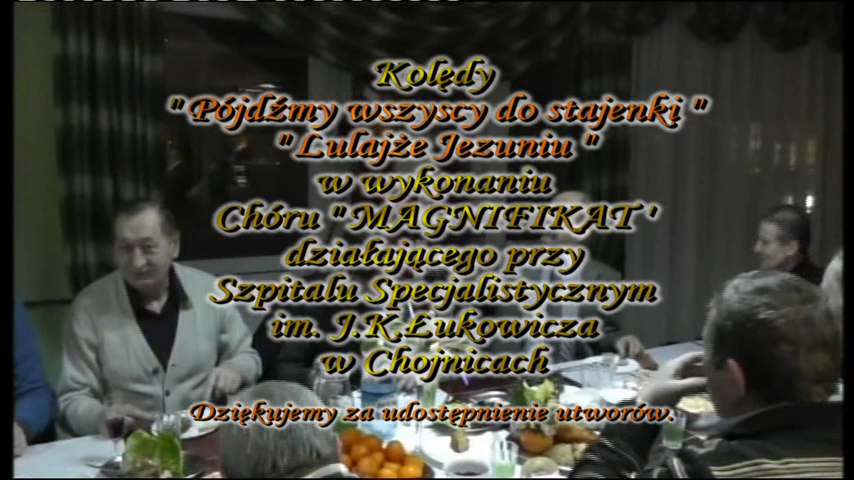 Kolędy
"Pójdźmy wszyscy do stajenki"
"Lulajże Jezuniu"
w wykonaniu
Chóru "MAGNIFIKAT'
działającego przy
Szpitalu Specjalistycznym
im. J.K.Łukowicza
w Chojnicach
Dziękujemy za udostępnienie utworów.